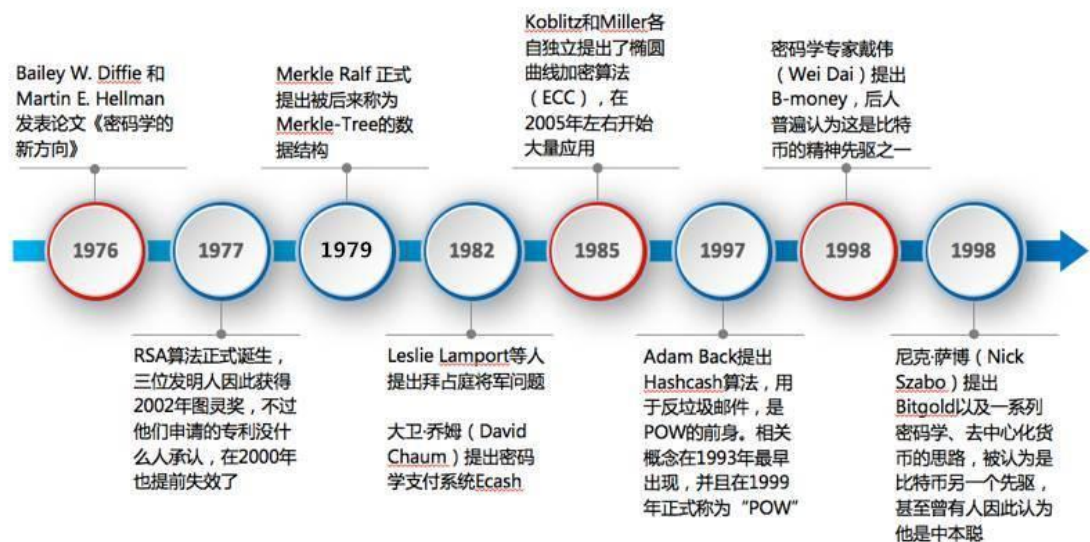 Bailey W. Diffie 和
Martin E. Hellman
发表论文《密码学的
新方向》
Merkle Ralf 正式
提出被后来称为
Merkle-Tree的数
据结构
Koblitz和Miller各
自独立提出了椭圆
曲线加密算法
（ECC），在
2005年左右开始
大量应用
密码学专家戴伟
（Wei Dai）提出
B-money，后人
普遍认为这是比特
币的精神先驱之一
1976
1977
1979
1982
1985
1997
1998
1998
RSA算法正式诞生，
三位发明人因此获得
2002年图灵奖，不过
他们申请的专利没什
么人承认，在2000年
也提前失效了
Leslie Lamport等人
提出拜占庭将军问题
大卫·乔姆（David
Chaum）提出密码
学支付系统Ecash
Adam Back提出
Hashcash算法，用
于反垃圾邮件，是
POW的前身。相关
概念在1993年最早
出现，并且在1999
年正式称为“POW”
尼克·萨博（Nick
Szabo）提出
Bitgold以及一系列
密码学、去中心化货
币的思路，被认为是
比特币另一个先驱，
甚至曾有人因此认为
他是中本聪